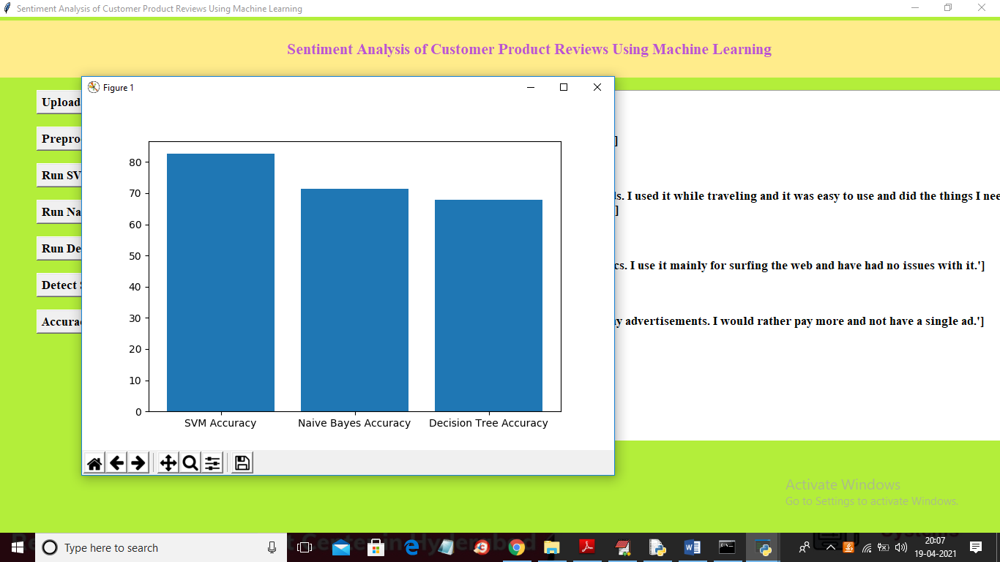 Sentiment Analysis of Customer Product Reviews Using Machine Learning
Sentiment Analysis of Customer Product Reviews Using Machine Learning
Figure 1
Upload
Prepro
Run SV
Run Na
Run De
Detect
Accura
80
70
60
50
40
30
20
10
0
SVM Accuracy
Naive Bayes Accuracy
Decision Tree Accuracy
]
ds. I used it while traveling and it was easy to use and did the things I nee
]
cs. I use it mainly for surfing the web and have had no issues with it.']
y advertisements. I would rather pay more and not have a single ad.']
Activate Windows
Go to Settings to activate Windows.
Type here to search
20:07
19-04-2021